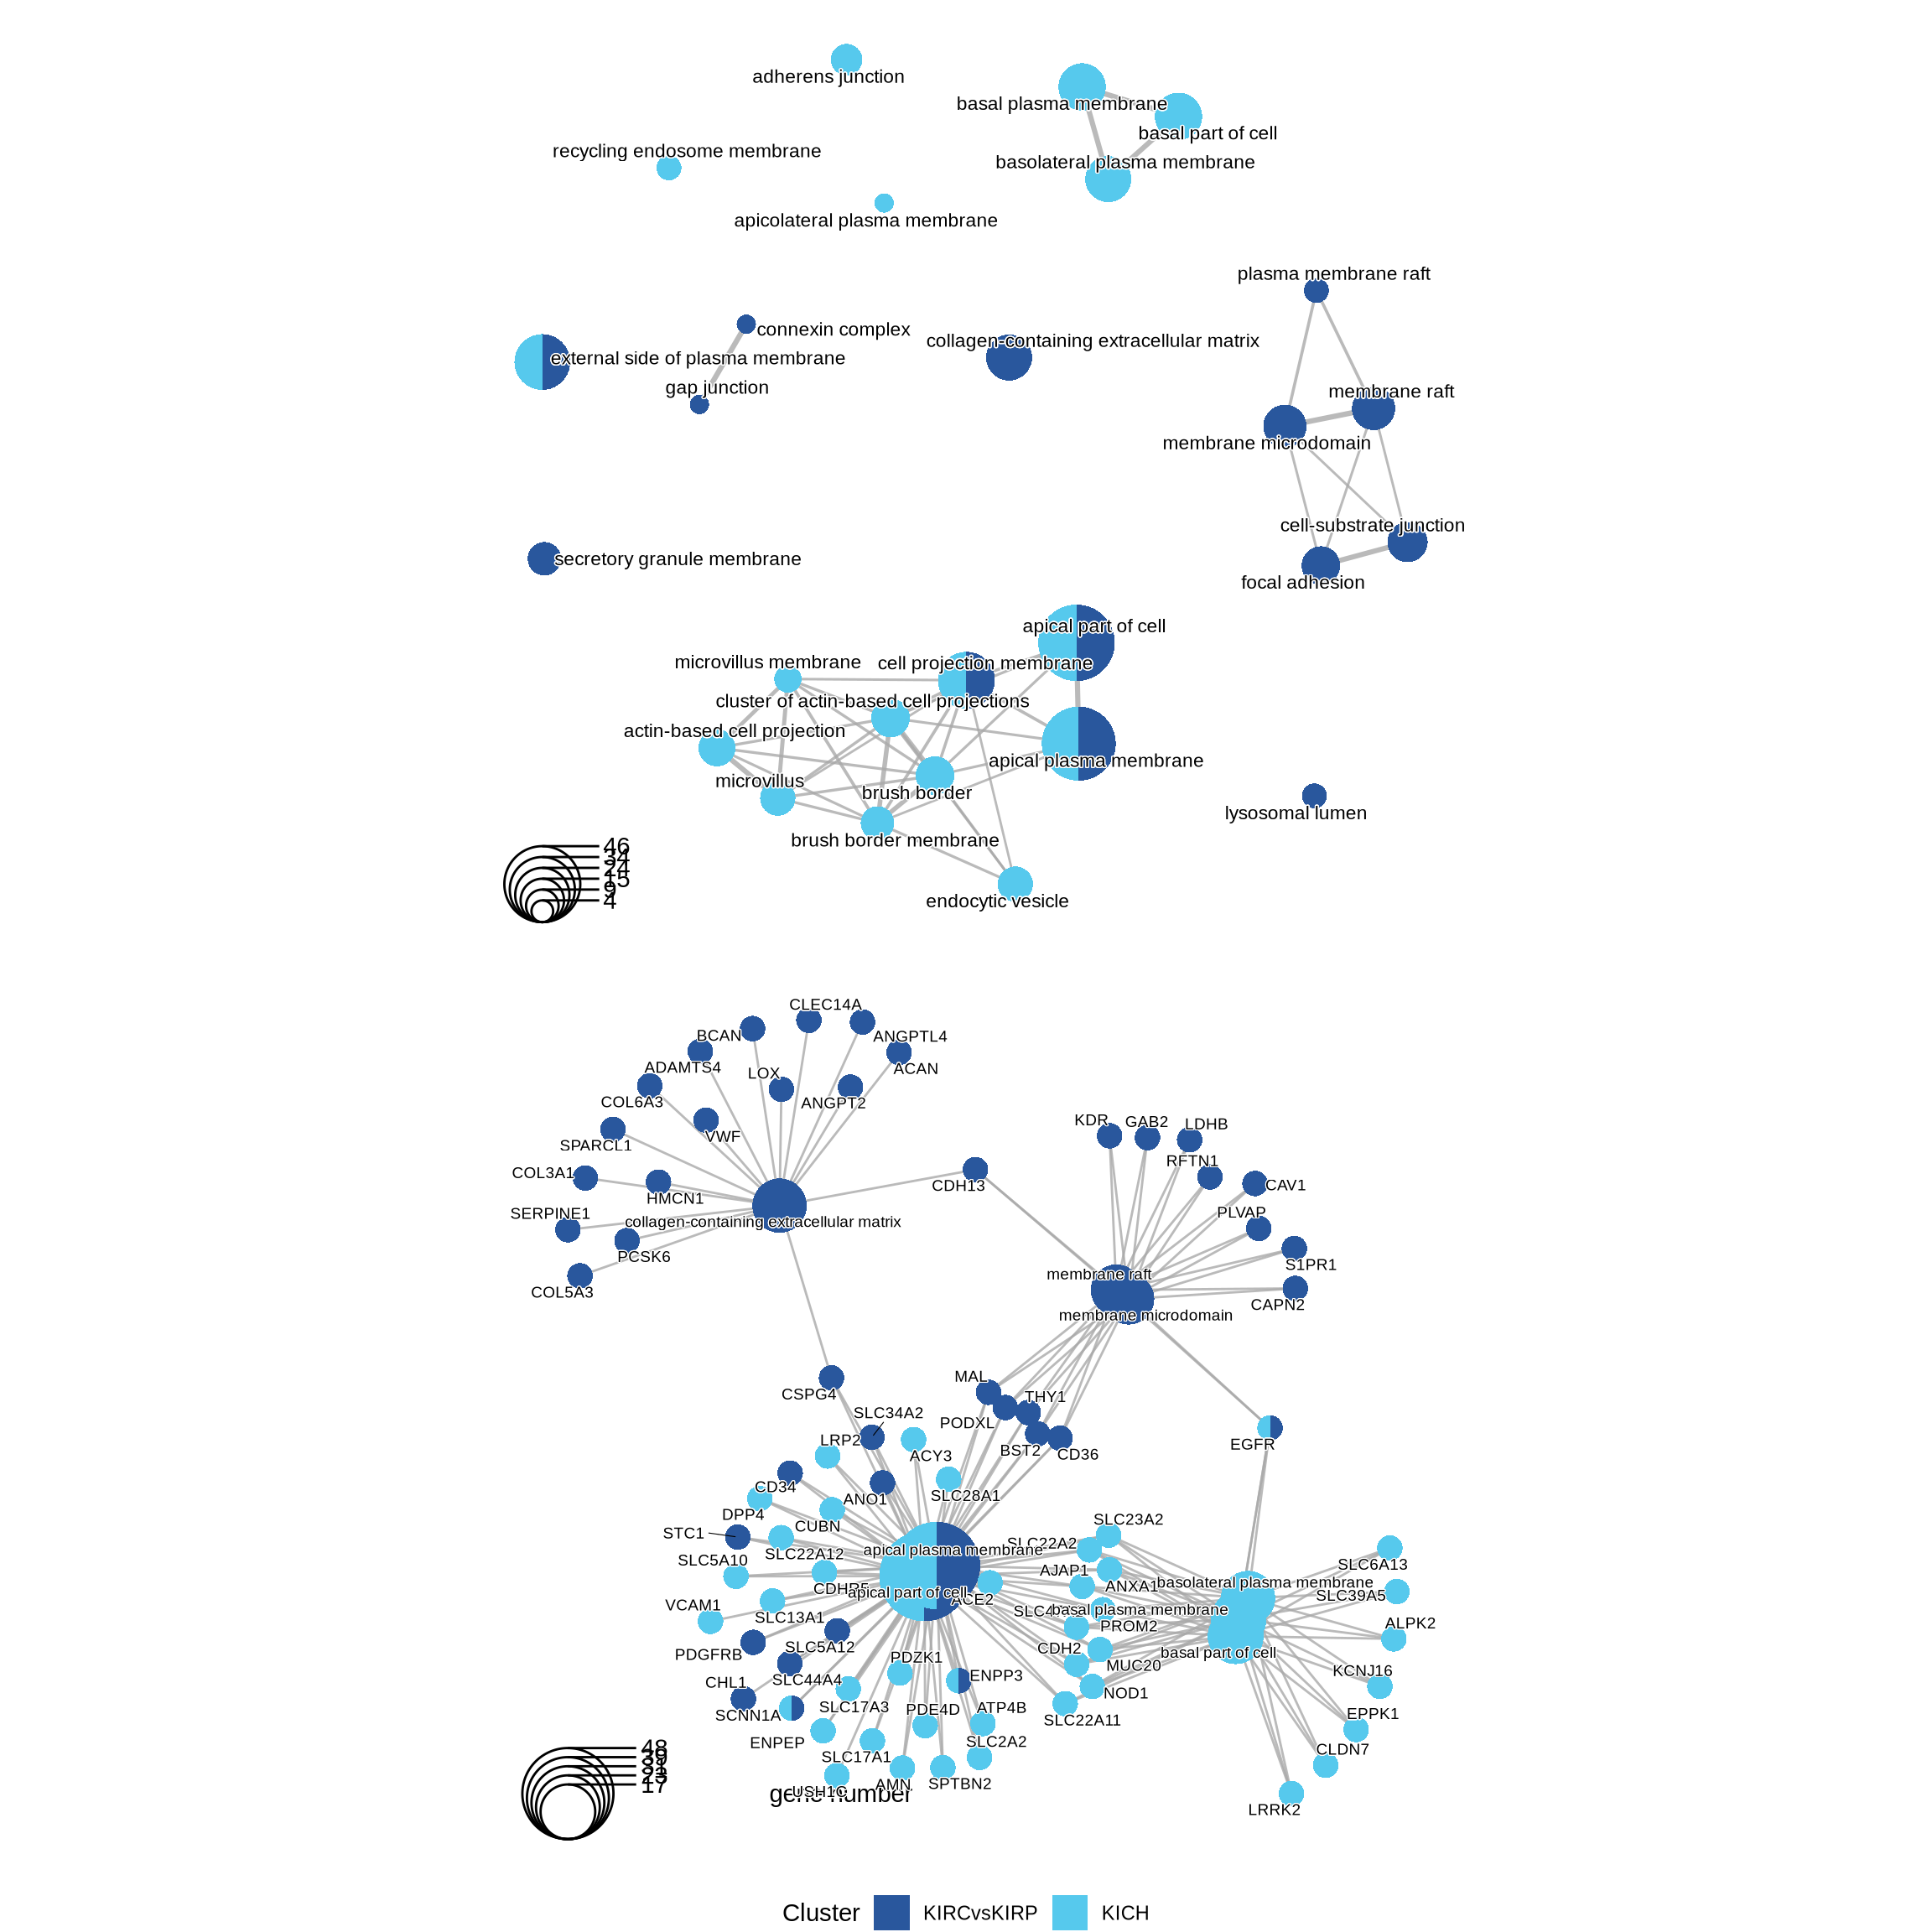 adherens junction
basal plasma membrane
basal part of cell
recycling endosome membrane
basolateral plasma membrane
apicolateral plasma membrane
plasma membrane raft
connexin complex
collagen-containing extracellular matrix
external side of plasma membrane
gap junction
membrane raft
membrane microdomain
cell-substrate junction
secretory granule membrane
focal adhesion
apical part of cell
microvillus membrane
cell projection membrane
cluster of actin-based cell projections
actin-based cell projection
apical plasma membrane
microvillus
brush border
lysosomal lumen
brush border membrane
endocytic vesicle
46
34
24
15
9
4
CLEC14A
BCAN
ANGPTL4
ADAMTS4
LOX
ACAN
COL6A3
ANGPT2
VWF
KDR
GAB2
LDHB
SPARCL1
RFTN1
COL3A1
CDH13
CAV1
HMCN1
SERPINE1
PLVAP
collagen-containing extracellular matrix
PCSK6
S1PR1
membrane raft
COL5A3
CAPN2
membrane microdomain
MAL
CSPG4
THY1
SLC34A2
PODXL
LRP2
EGFR
ACY3
BST2
CD36
CD34
SLC28A1
ANO1
DPP4
CUBN
SLC23A2
STC1
SLC22A2
apical plasma membrane
SLC22A12
SLC5A10
SLC6A13
AJAP1
ANXA1
basolateral plasma membrane
CDHR5
apical part of cell
ACE2
SLC39A5
VCAM1
basal plasma membrane
SLC13A1
PROM2
ALPK2
SLC5A12
CDH2
PDGFRB
basal part of cell
PDZK1
MUC20
KCNJ16
ENPP3
CHL1
SLC44A4
NOD1
SLC17A3
PDE4D
ATP4B
SCNN1A
SLC22A11
EPPK1
ENPEP
SLC2A2
SLC17A1
CLDN7
USH1C
AMN
SPTBN2
gene number
LRRK2
48
39
31
23
17
Cluster
KIRCvsKIRP
KICH